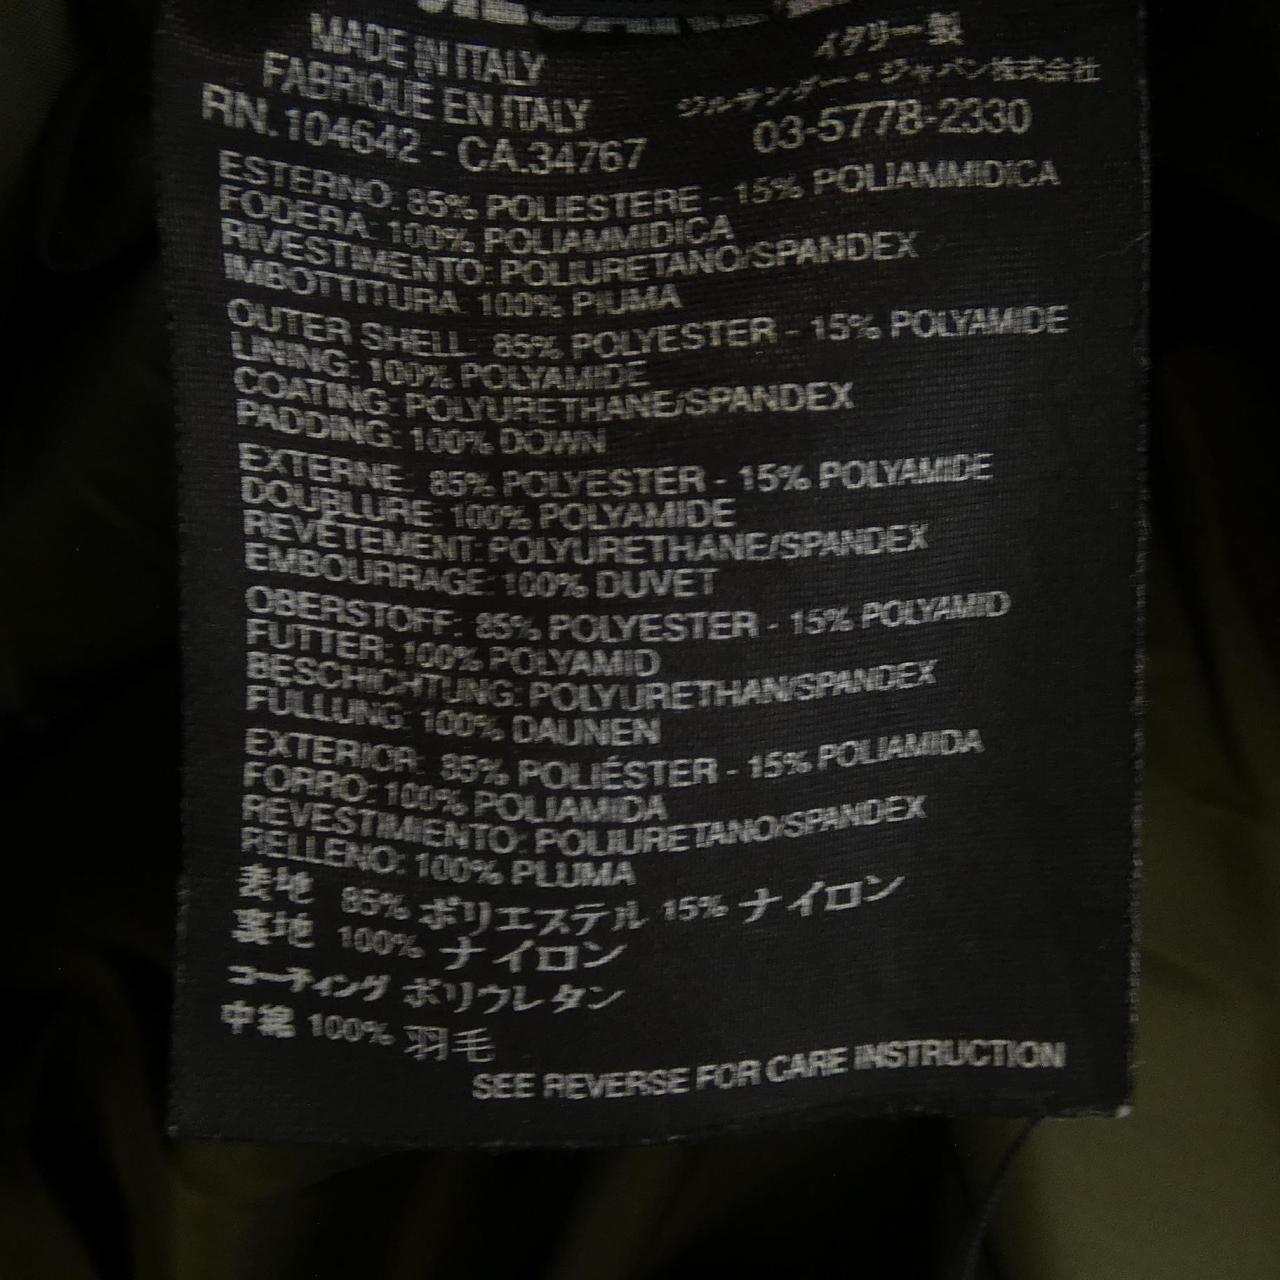 MADE IN ITALY
FABRIQUÉ EN ITALY
RN.104642 - CA.34767
イタリー製
ジルサンダー・ジャパン株式会社
03-5778-2330
ESTERNO: 85% POLIESTERE - 15% POLIAMMIDICA
FODERA: 100% POLIAMMIDICA
RIVESTIMENTO: POLIURETANO/SPANDEX
IMBOTTITURA: 100% PIUMA
OUTER SHELL: 85% POLYESTER - 15% POLYAMIDE
LINING: 100% POLYAMIDE
COATING: POLYURETHANE/SPANDEX
PADDING: 100% DOWN
EXTERNE: 85% POLYESTER - 15% POLYAMIDE
DOUBLURE: 100% POLYAMIDE
REVÊTEMENT: POLYURETHANE/SPANDEX
EMBOURRAGE: 100% DUVET
OBERSTOFF: 85% POLYESTER - 15% POLYAMID
FUTTER: 100% POLYAMID
BESCHICHTUNG: POLYURETHAN/SPANDEX
FULLUNG: 100% DAUNEN
EXTERIOR: 85% POLIÉSTER - 15% POLIAMIDA
FORRO: 100% POLIAMIDA
REVESTIMIENTO: POLIURETANO/SPANDEX
RELLENO: 100% PLUMA
表地 85% ポリエステル 15% ナイロン
裏地 100% ナイロン
コーティング ポリウレタン
中綿 100% 羽毛
SEE REVERSE FOR CARE INSTRUCTION